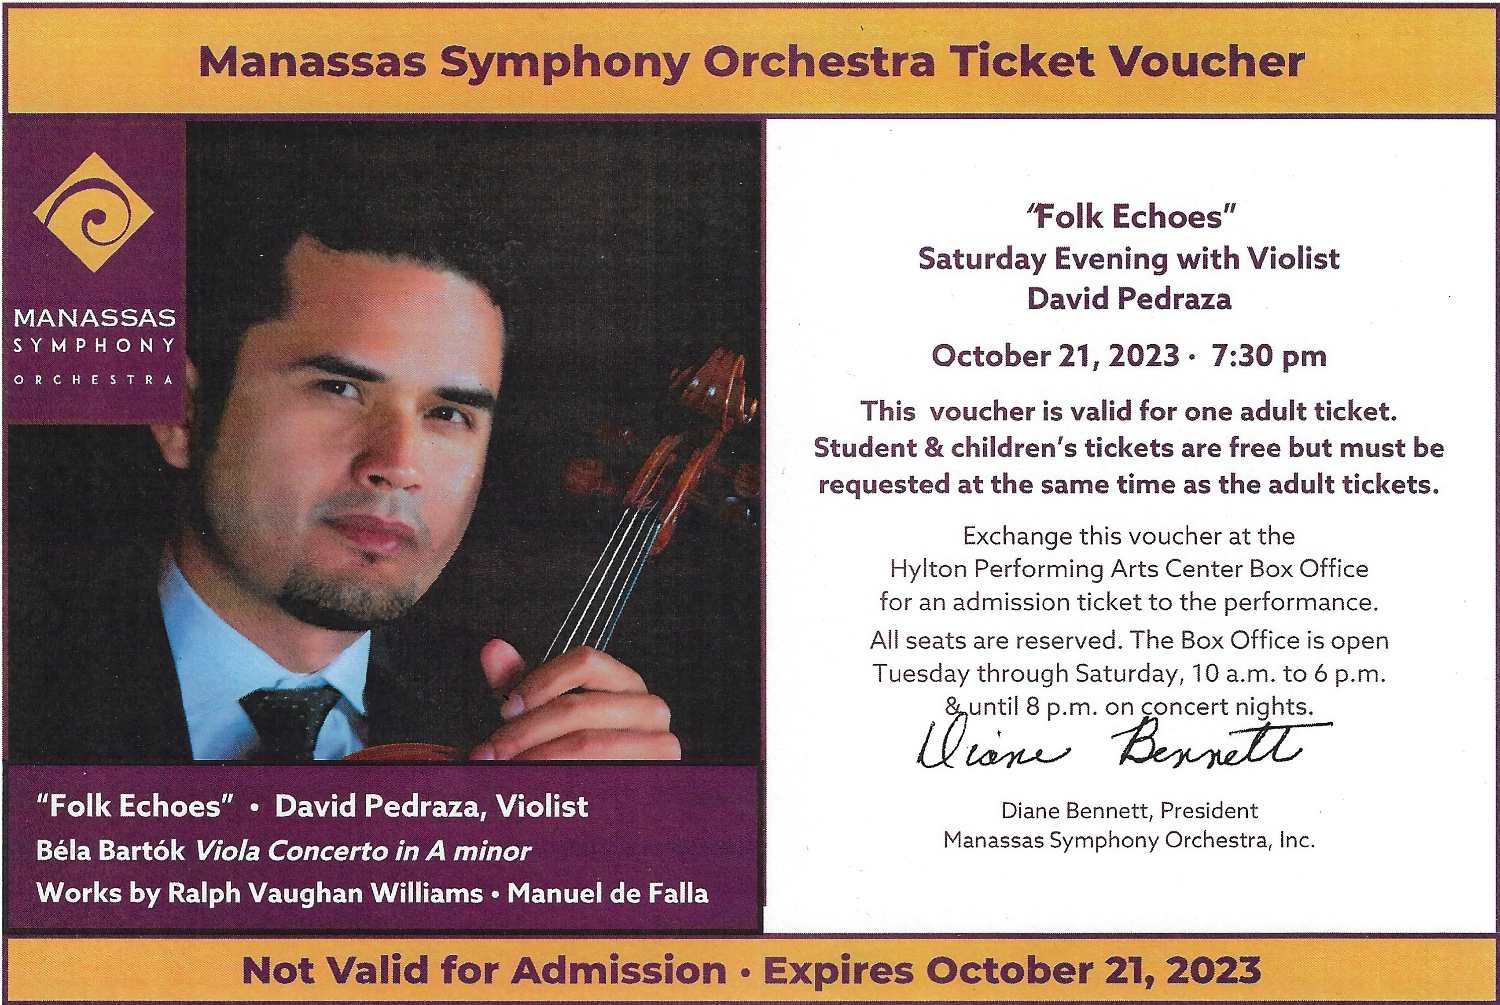 Manassas Symphony Orchestra Ticket Voucher
MANASSAS
SYMPHONY
ORCHESTRA
"Folk Echoes" • David Pedraza, Violist
Béla Bartók Viola Concerto in A minor
Works by Ralph Vaughan Williams • Manuel de Falla
“Folk Echoes”
Saturday Evening with Violist
David Pedraza
October 21, 2023 • 7:30 pm
This voucher is valid for one adult ticket.
Student & children’s tickets are free but must be
requested at the same time as the adult tickets.
Exchange this voucher at the
Hylton Performing Arts Center Box Office
for an admission ticket to the performance.
All seats are reserved. The Box Office is open
Tuesday through Saturday, 10 a.m. to 6 p.m.
& until 8 p.m. on concert nights.
Diane Bennett
Diane Bennett, President
Manassas Symphony Orchestra, Inc.
Not Valid for Admission • Expires October 21, 2023